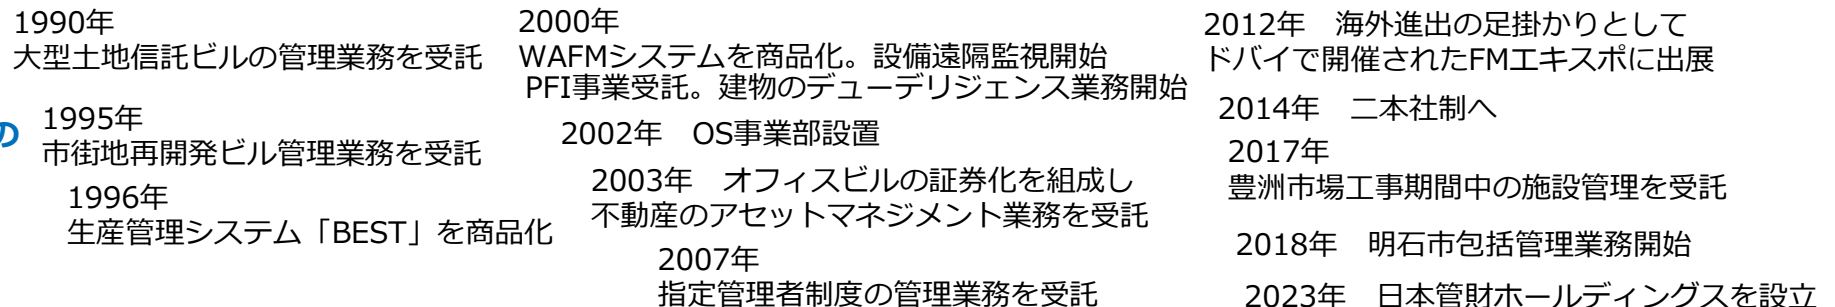 1990年
大型土地信託ビルの管理業務を受託
の
1995年
市街地再開発ビル管理業務を受託
1996年
生産管理システム「BEST」を商品化
2000年
WAFMシステムを商品化。設備遠隔監視開始
PFI事業受託。建物のデューデリジェンス業務開始
2002年　OS事業部設置
2003年　オフィスビルの証券化を組成し
不動産のアセットマネジメント業務を受託
2007年
指定管理者制度の管理業務を受託
2012年　海外進出の足掛かりとして
ドバイで開催されたFMエキスポに出展
2014年　二本社制へ
2017年
豊洲市場工事期間中の施設管理を受託
2018年　明石市包括管理業務開始
2023年　日本管財ホールディングスを設立